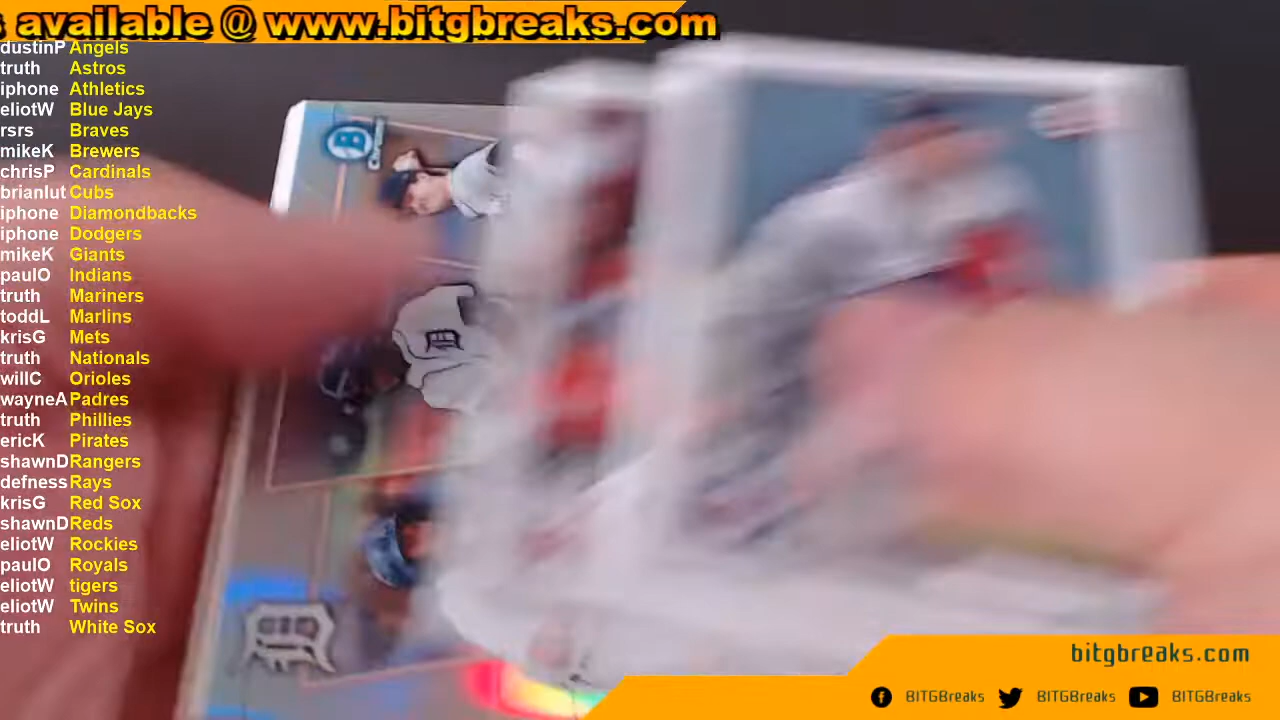 s available @ www.bitgbreaks.com
dustinP Angels
truth Astros
iphone Athletics
eliotW Blue Jays
rsrs Braves
mikeK Brewers
chrisP Cardinals
brianlut Cubs
iphone Diamondbacks
iphone Dodgers
mikeK Giants
paulO Indians
truth Mariners
toddL Marlins
krisG Mets
truth Nationals
willC Orioles
wayneA Padres
truth Phillies
ericK Pirates
shawnD Rangers
defness Rays
krisG Red Sox
shawnD Reds
eliotW Rockies
paulO Royals
eliotW tigers
eliotW Twins
truth White Sox
B
D
D
bitgbreaks.com
BITGBreaks BITGBreaks BITGBreaks